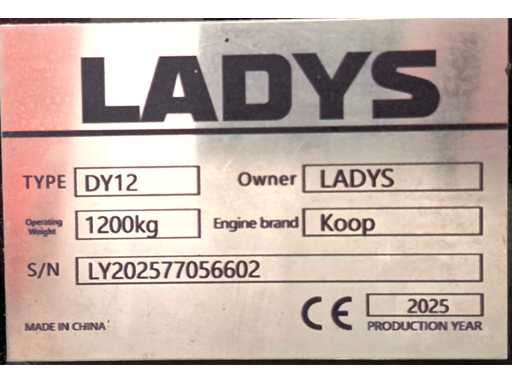 LADYS
TYPE DY12 Owner LADYS
Operating Weight 1200kg Engine brand Koop
S/N LY202577056602
CE 2025
MADE IN CHINA PRODUCTION YEAR